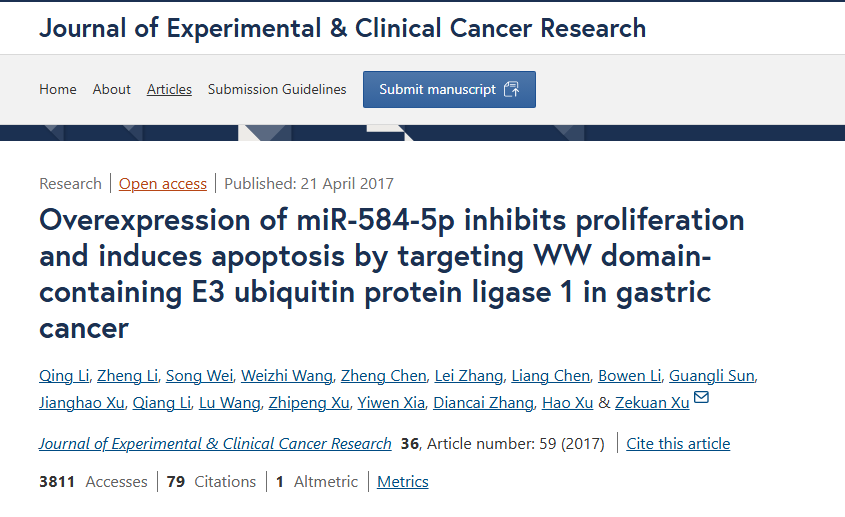 Journal of Experimental & Clinical Cancer Research
Home About Articles Submission Guidelines Submit manuscript
Research Open access Published: 21 April 2017
Overexpression of miR-584-5p inhibits proliferation
and induces apoptosis by targeting WW domain-
containing E3 ubiquitin protein ligase 1 in gastric
cancer
Qing Li, Zheng Li, Song Wei, Weizhi Wang, Zheng Chen, Lei Zhang, Liang Chen, Bowen Li, Guangli Sun,
Jianghao Xu, Qiang Li, Lu Wang, Zhipeng Xu, Yiwen Xia, Diancai Zhang, Hao Xu & Zekuan Xu
Journal of Experimental & Clinical Cancer Research 36, Article number: 59 (2017) Cite this article
3811 Accesses 79 Citations 1 Altmetric Metrics